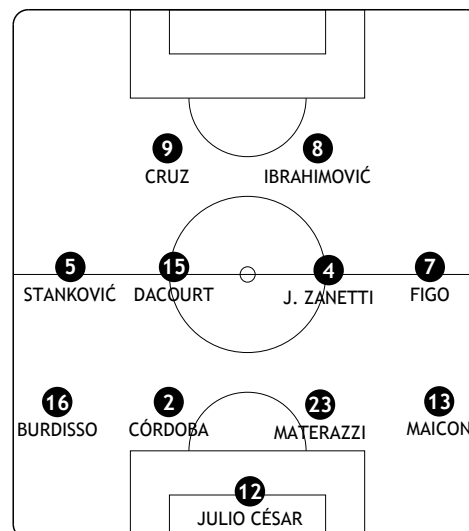 9 8
CRUZ IBRAHIMOVIĆ
5 15 4 7
STANKOVIĆ DACOURT J. ZANETTI FIGO
16 2 23 13
BURDISSO CÓRDOBA MATERAZZI MAICON
12
JULIO CÉSAR